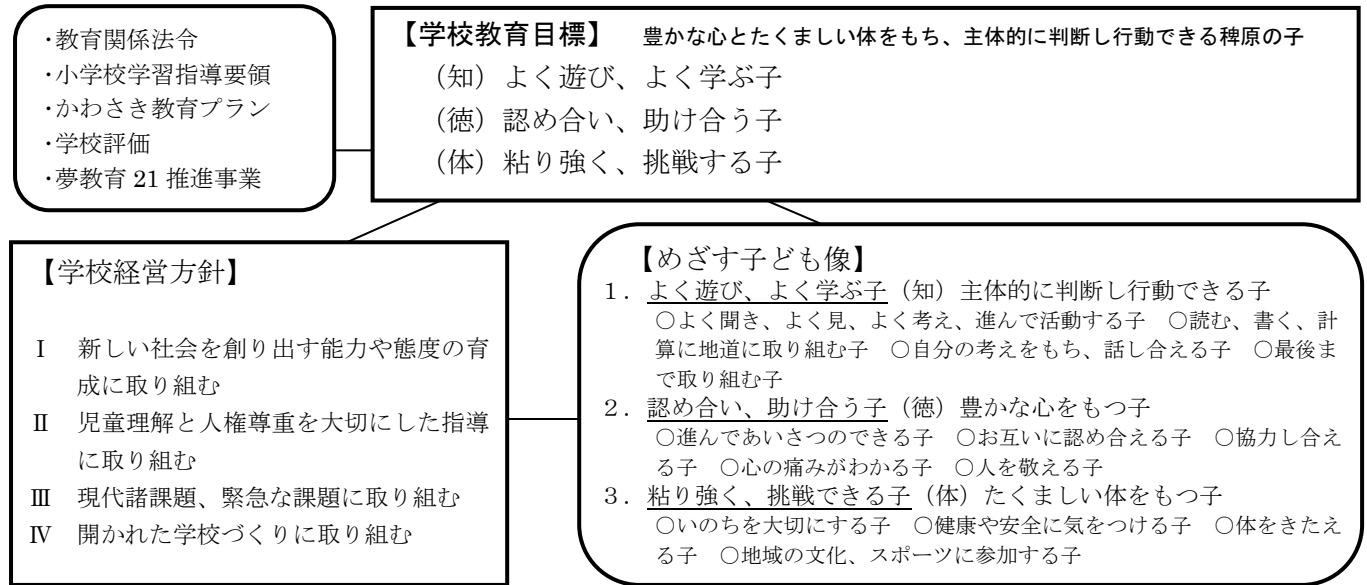 ･教育関係法令
･小学校学習指導要領
･かわさき教育プラン
･学校評価
･夢教育 21 推進事業
【学校教育目標】 豊かな心とたくましい体をもち、主体的に判断し行動できる稗原の子
（知）よく遊び、よく学ぶ子
（徳）認め合い、助け合う子
（体）粘り強く、挑戦する子
【学校経営方針】
Ⅰ 新しい社会を創り出す能力や態度の育
成に取り組む
Ⅱ 児童理解と人権尊重を大切にした指導
に取り組む
Ⅲ 現代諸課題、緊急な課題に取り組む
Ⅳ 開かれた学校づくりに取り組む
【めざす子ども像】
１．よく遊び、よく学ぶ子（知）主体的に判断し行動できる子
○よく聞き、よく見、よく考え、進んで活動する子 ○読む、書く、計
算に地道に取り組む子 ○自分の考えをもち、話し合える子 ○最後ま
で取り組む子
２．認め合い、助け合う子（徳）豊かな心をもつ子
○進んであいさつのできる子 ○お互いに認め合える子 ○協力し合え
る子 ○心の痛みがわかる子 ○人を敬える子
３．粘り強く、挑戦できる子（体）たくましい体をもつ子
○いのちを大切にする子 ○健康や安全に気をつける子 ○体をきたえ
る子 ○地域の文化、スポーツに参加する子